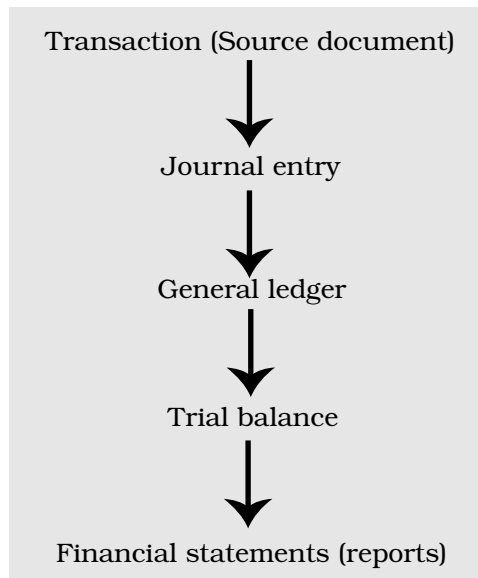 Transaction (Source document)
Journal entry
General ledger
Trial balance
Financial statements (reports)